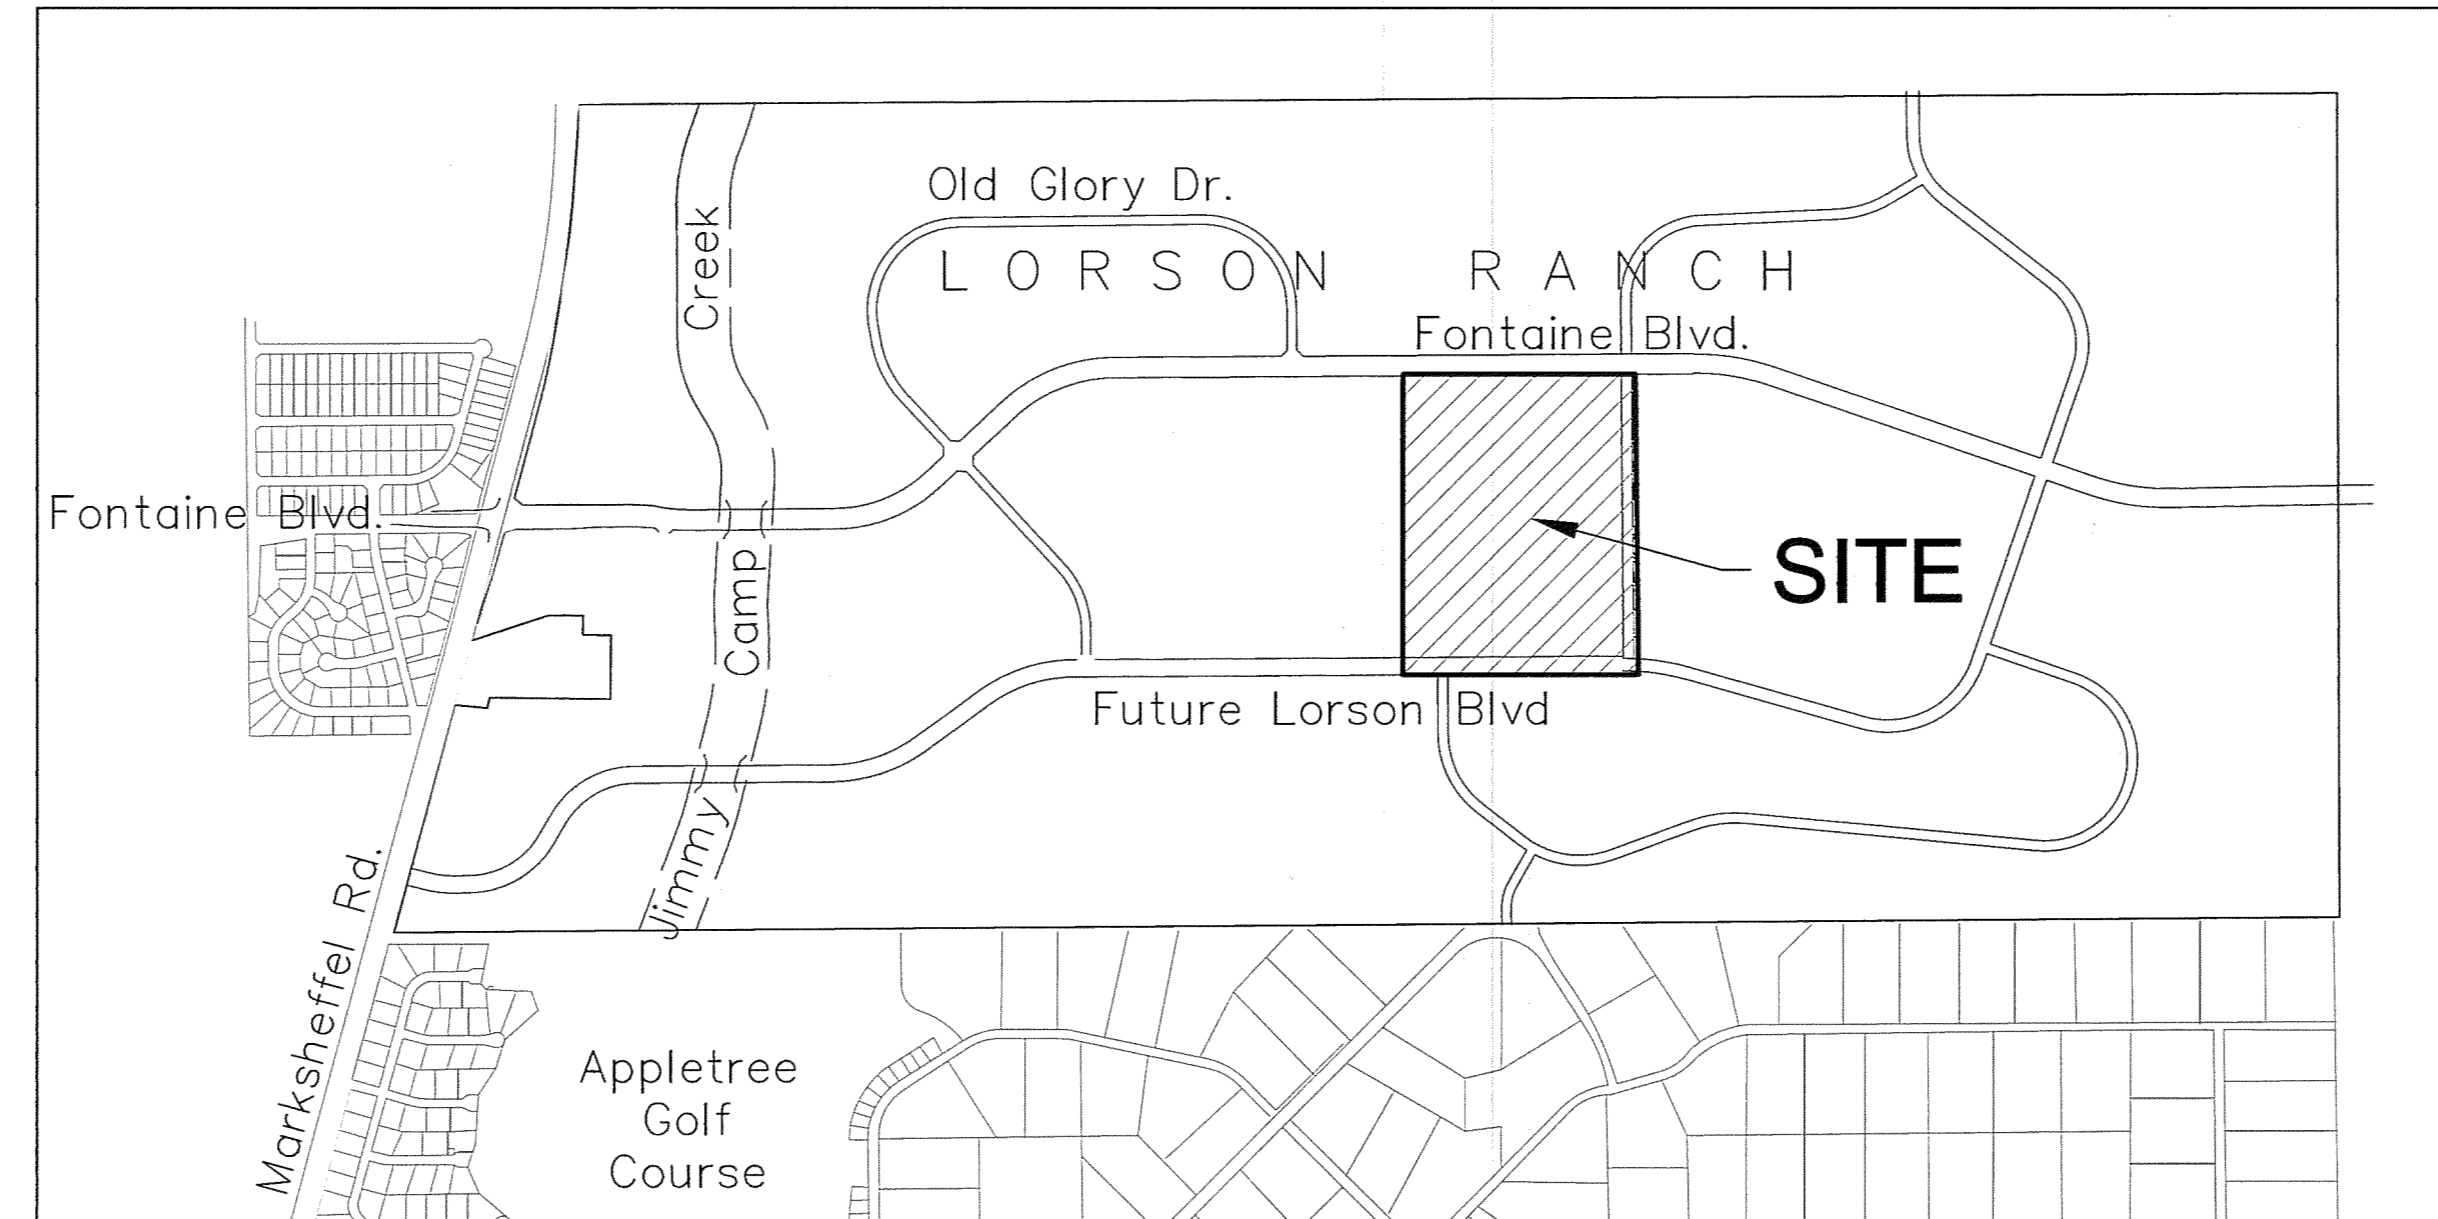 Old Glory Dr.
LORSON RANCH
Fontaine Blvd.
Creek
Fontaine Blvd.
SITE
Camp
Future Lorson Blvd
Jimmy
Marksheffel Rd.
Appletree
Golf
Course